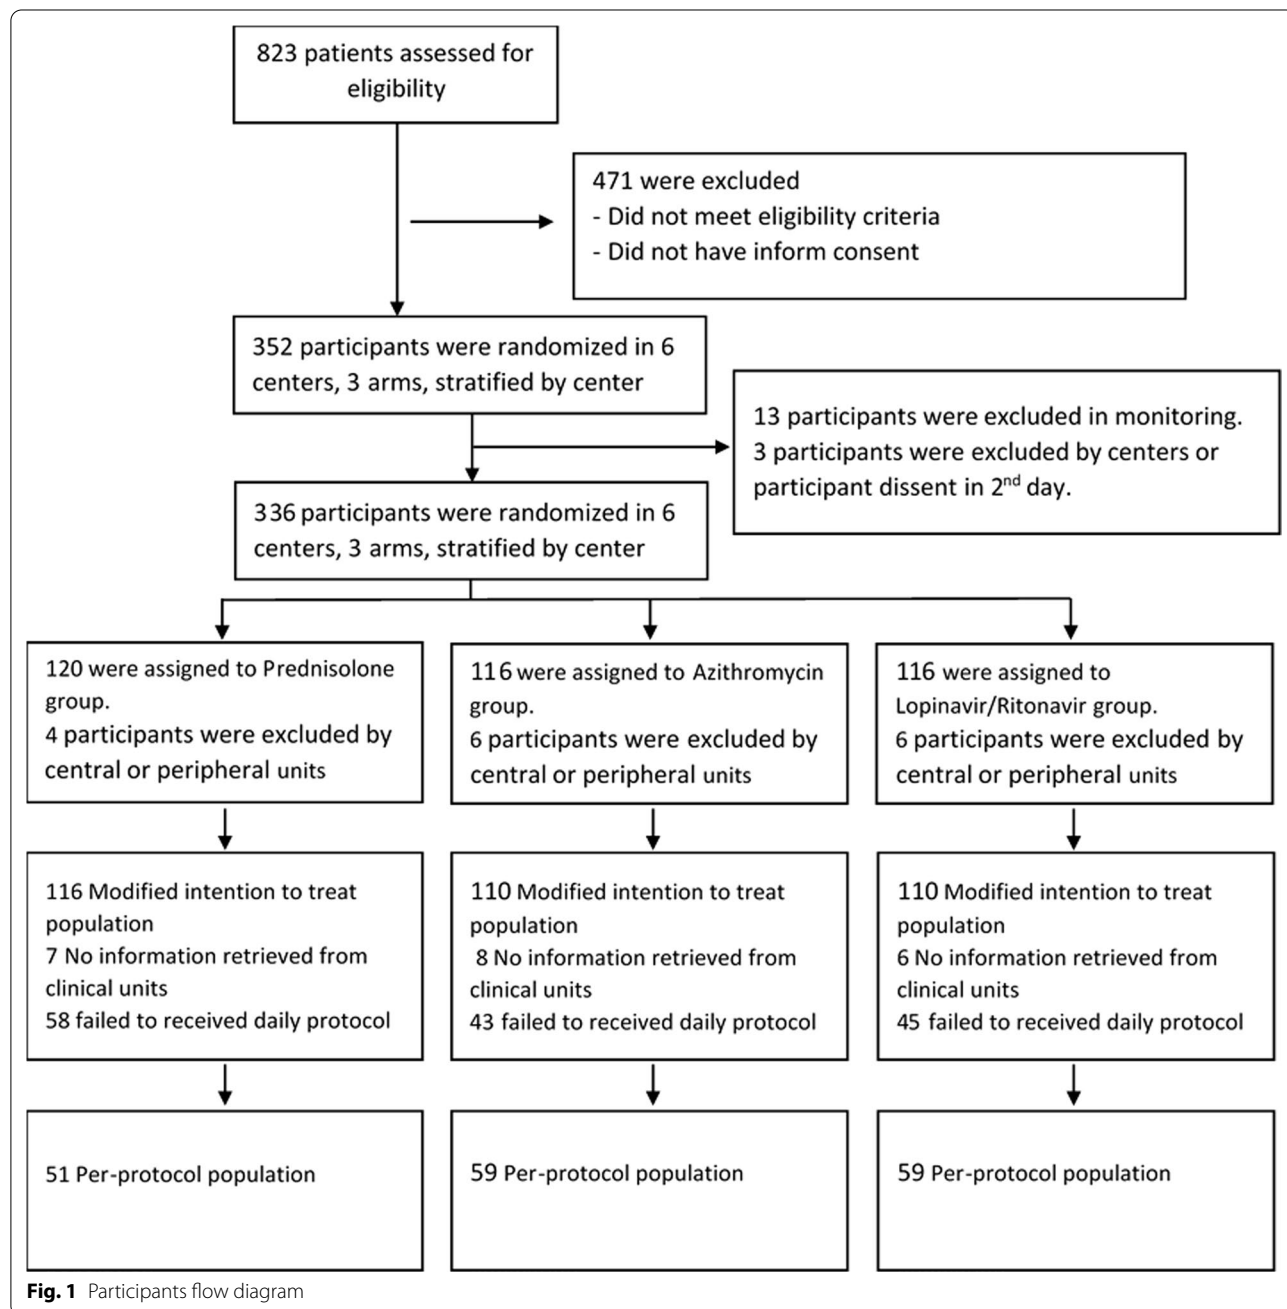 823 patients assessed for
eligibility
471 were excluded
- Did not meet eligibility criteria
- Did not have inform consent
352 participants were randomized in 6
centers, 3 arms, stratified by center
13 participants were excluded in monitoring.
3 participants were excluded by centers or
participant dissent in 2nd day.
336 participants were randomized in 6
centers, 3 arms, stratified by center
120 were assigned to Prednisolone
group.
4 participants were excluded by
central or peripheral units
116 were assigned to Azithromycin
group.
6 participants were excluded by
central or peripheral units
116 were assigned to
Lopinavir/Ritonavir group.
6 participants were excluded by
central or peripheral units
116 Modified intention to treat
population
7 No information retrieved from
clinical units
58 failed to received daily protocol
110 Modified intention to treat
population
8 No information retrieved from
clinical units
43 failed to received daily protocol
110 Modified intention to treat
population
6 No information retrieved from
clinical units
45 failed to received daily protocol
51 Per-protocol population
59 Per-protocol population
59 Per-protocol population
Fig. 1 Participants flow diagram